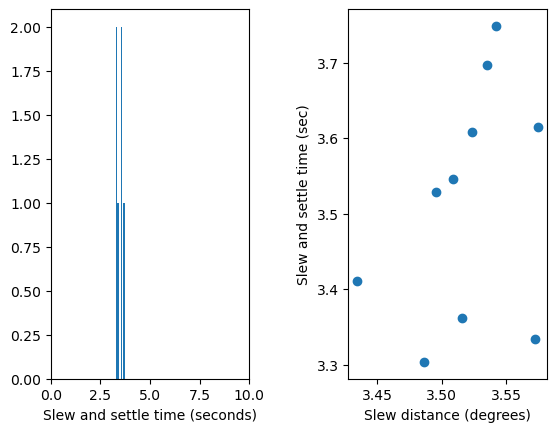 2.00
1.75
1.50
1.25
1.00
0.75
0.50
0.25
0.00
0.0 2.5 5.0 7.5 10.0
Slew and settle time (seconds)
Slew and settle time (sec)
3.7
3.6
3.5
3.4
3.3
3.45 3.50 3.55
Slew distance (degrees)